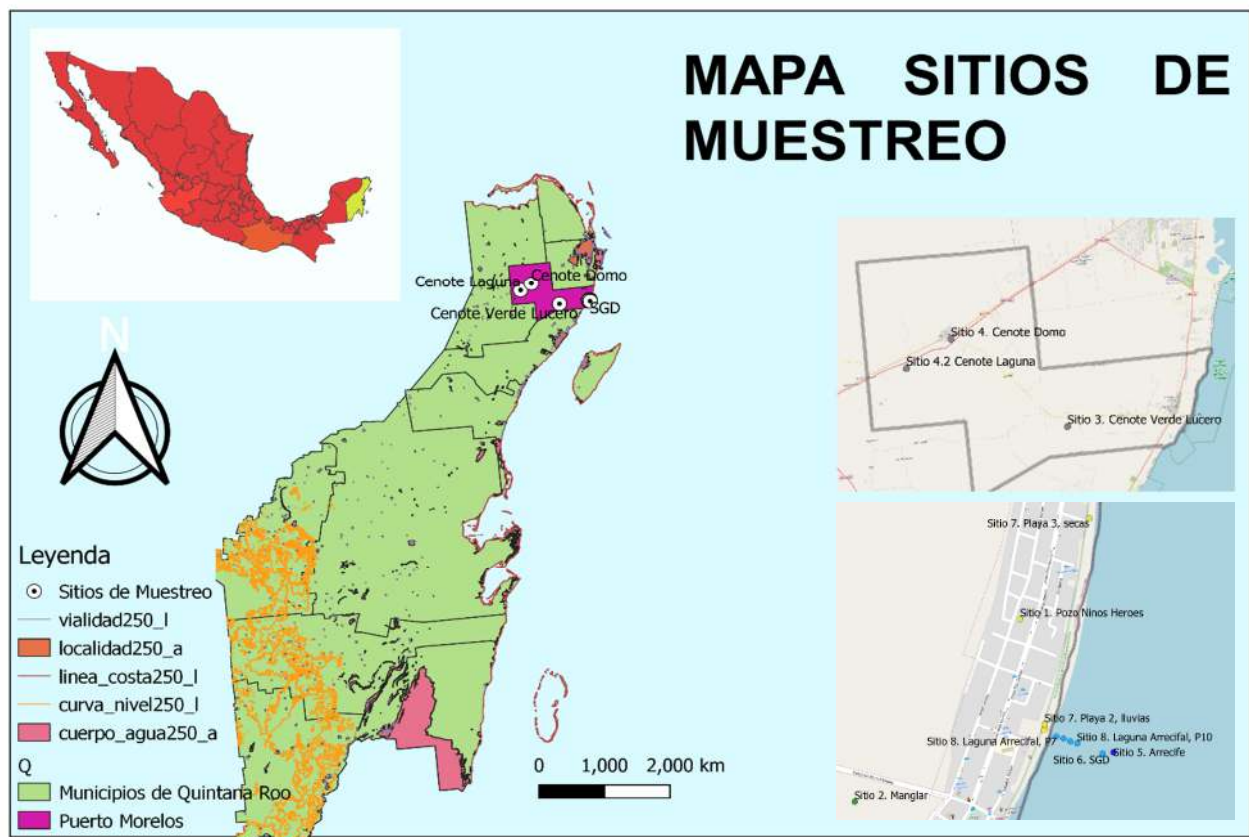 MAPA SITIOS DE
MUESTREO
N
Cenote Laguna
Cenote Domo
Cenote Verde Lucero
SGD
Leyenda
Sitios de Muestreo
vialidad250_l
localidad250_a
linea_costa250_l
curva_nivel250_l
cuerpo_agua250_a
Q
Municipios de Quintana Roo
Puerto Morelos
0 1,000 2,000 km
Sitio 4. Cenote Domo
Sitio 4.2 Cenote Laguna
Sitio 3. Cenote Verde Lucero
Sitio 7. Playa 3, secas
Sitio 1. Pozo Ninos Heroes
Sitio 7. Playa 2, lluvias
Sitio 8. Laguna Arrecifal, P7
Sitio 8. Laguna Arrecifal, P10
Sitio 5. Arrecife
Sitio 6. SGD
Sitio 2. Manglar